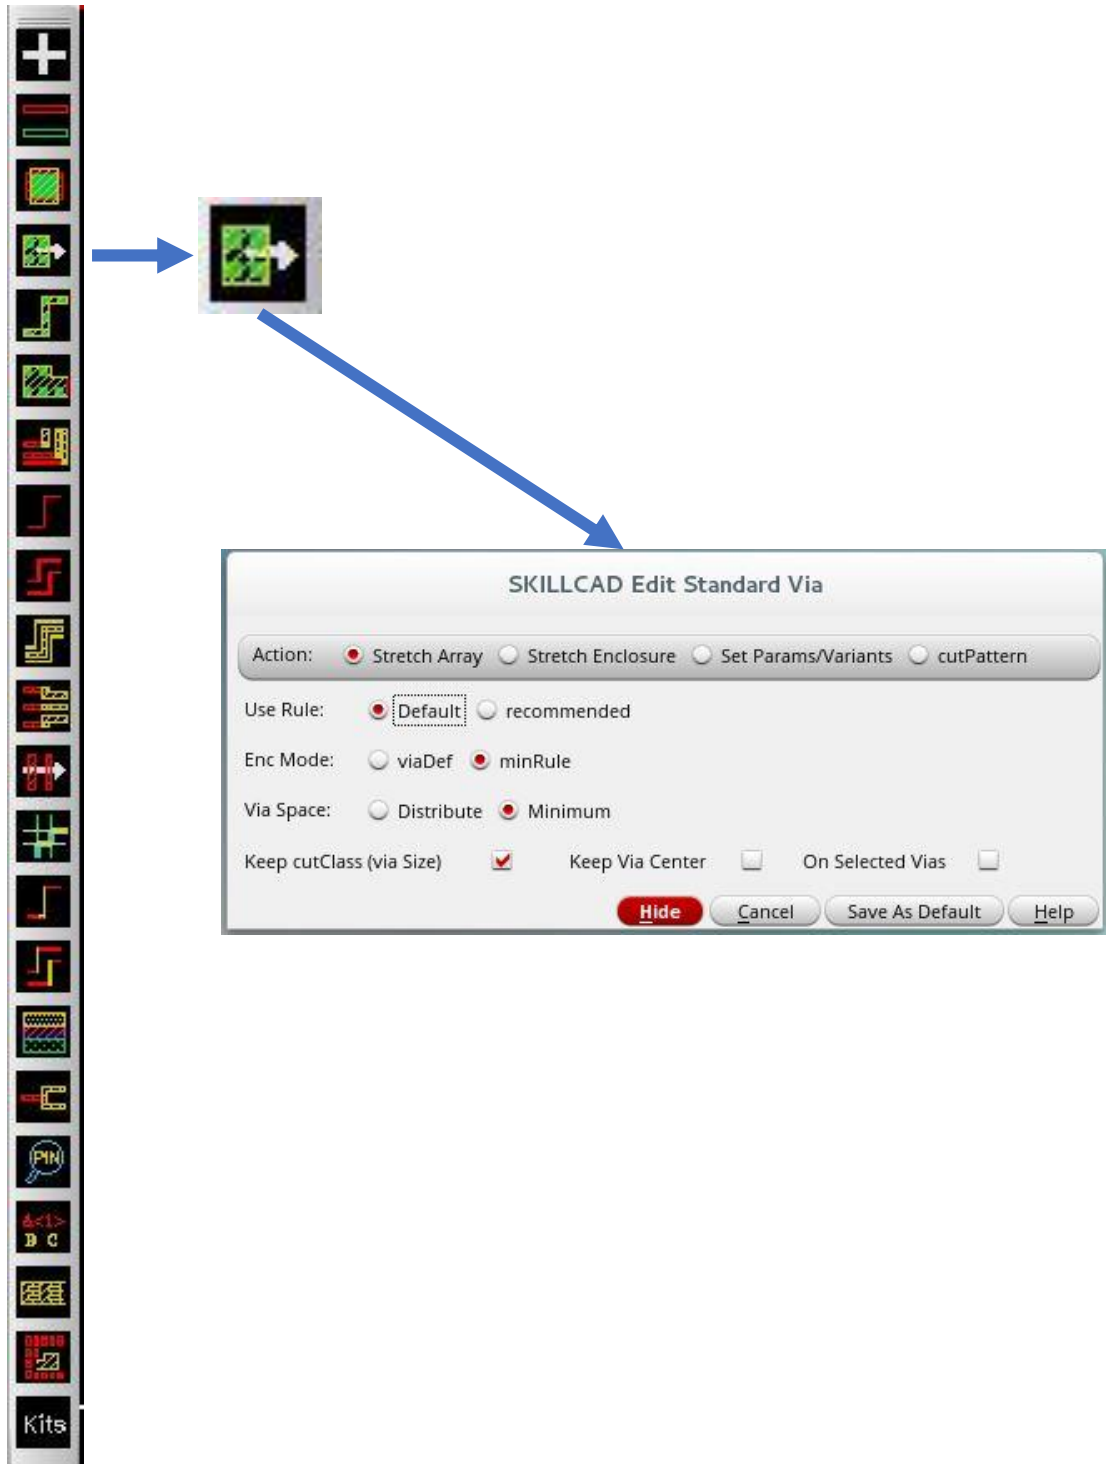 SKILLCAD Edit Standard Via
Action: Stretch Array Stretch Enclosure Set Params/Variants cutPattern
Use Rule: Default recommended
Enc Mode: viaDef minRule
Via Space: Distribute Minimum
Keep cutClass (via Size) Keep Via Center On Selected Vias
Hide Cancel Save As Default Help
PIN
<1>
B C
Kits